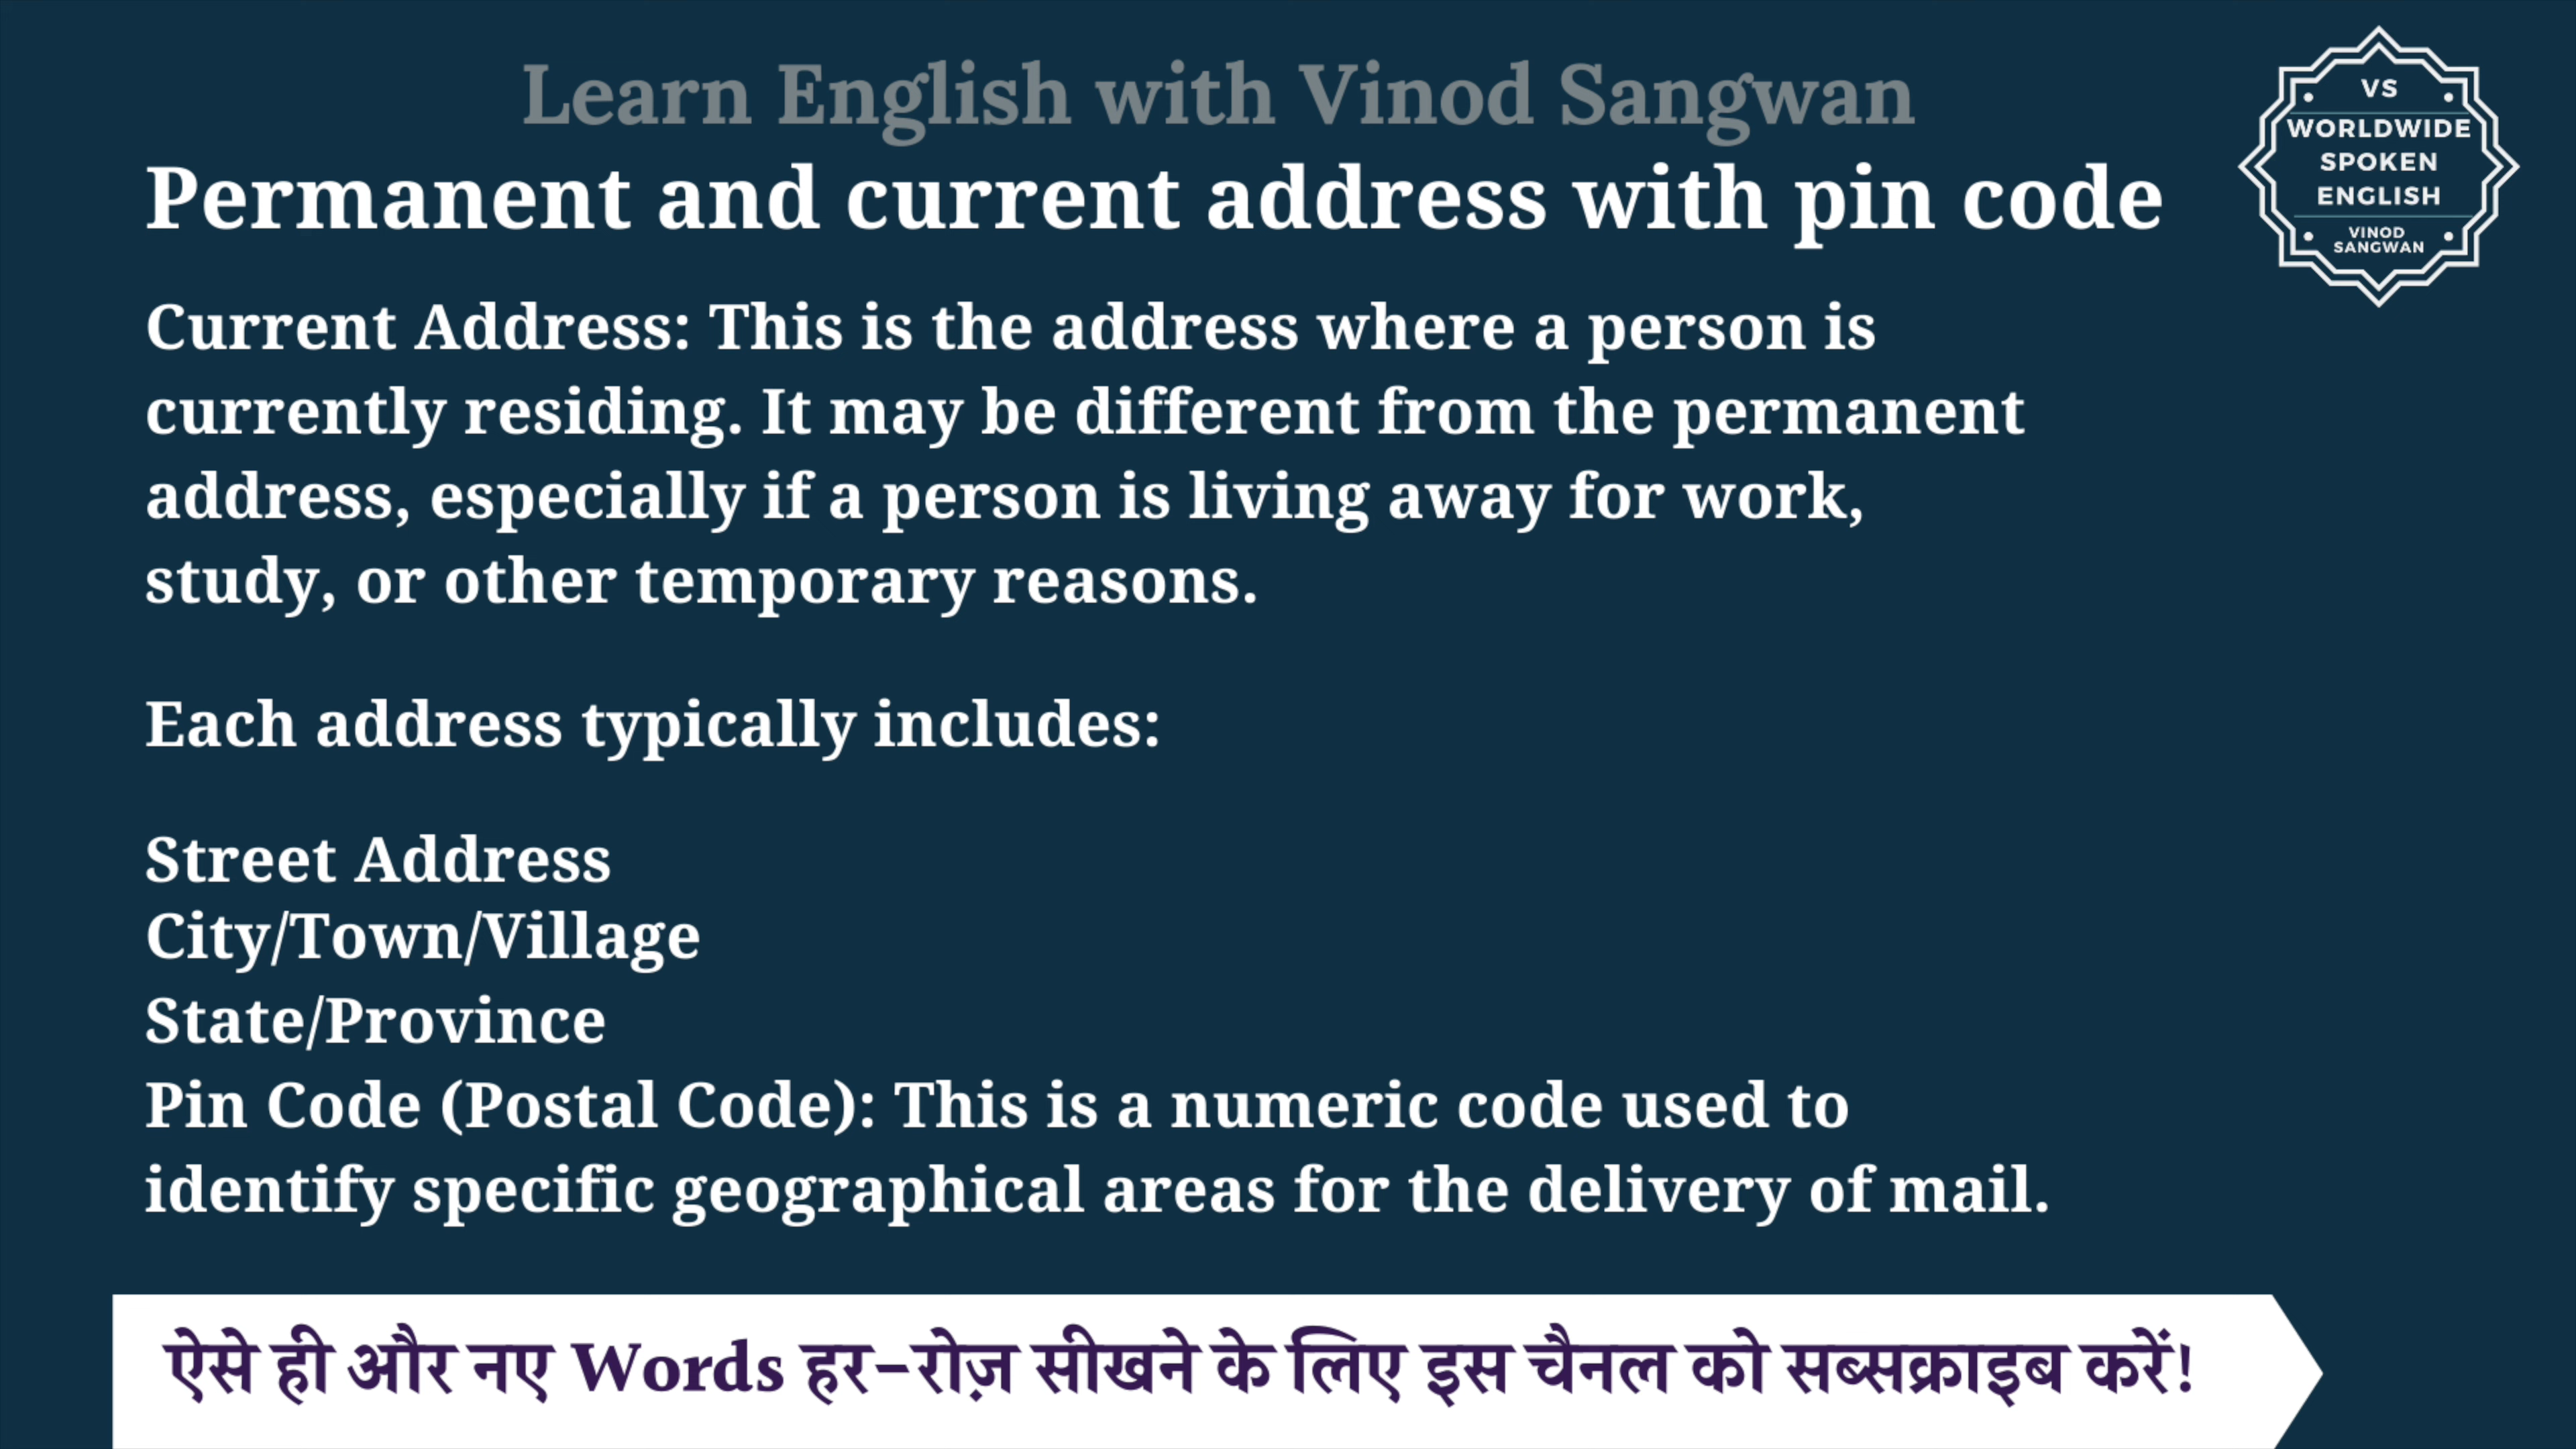 Learn English with Vinod Sangwan
Permanent and current address with pin code
VS
WORLDWIDE
SPOKEN
ENGLISH
VINOD
SANGWAN
Current Address: This is the address where a person is
currently residing. It may be different from the permanent
address, especially if a person is living away for work,
study, or other temporary reasons.
Each address typically includes:
Street Address
City/Town/Village
State/Province
Pin Code (Postal Code): This is a numeric code used to
identify specific geographical areas for the delivery of mail.
ऐसे ही और नए Words हर-रोज़ सीखने के लिए इस चैनल को सब्सक्राइब करें!